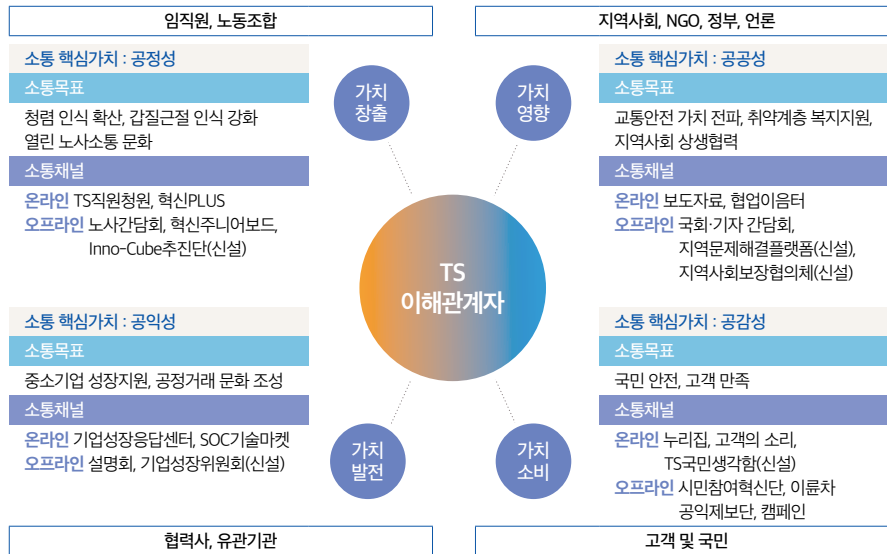 임직원, 노동조합
소통 핵심가치 : 공정성
소통목표
청렴 인식 확산, 갑질근절 인식 강화
열린 노사소통 문화
소통채널
온라인 TS직원청원, 혁신PLUS
오프라인 노사간담회, 혁신주니어보드,
Inno-Cube추진단(신설)
가치
창출
지역사회, NGO, 정부, 언론
가치
영향
소통 핵심가치 : 공공성
소통목표
교통안전 가치 전파, 취약계층 복지지원,
지역사회 상생협력
소통채널
온라인 보도자료, 협업이음터
오프라인 국회·기자 간담회,
지역문제해결플랫폼(신설),
지역사회보장협의체(신설)
TS
이해관계자
소통 핵심가치 : 공익성
소통목표
중소기업 성장지원, 공정거래 문화 조성
소통채널
온라인 기업성장응답센터, SOC기술마켓
오프라인 설명회, 기업성장위원회(신설)
가치
발전
협력사, 유관기관
가치
소비
소통 핵심가치 : 공감성
소통목표
국민 안전, 고객 만족
소통채널
온라인 누리집, 고객의 소리,
TS국민생각함(신설)
오프라인 시민참여혁신단, 이륜차
공익제보단, 캠페인
고객 및 국민